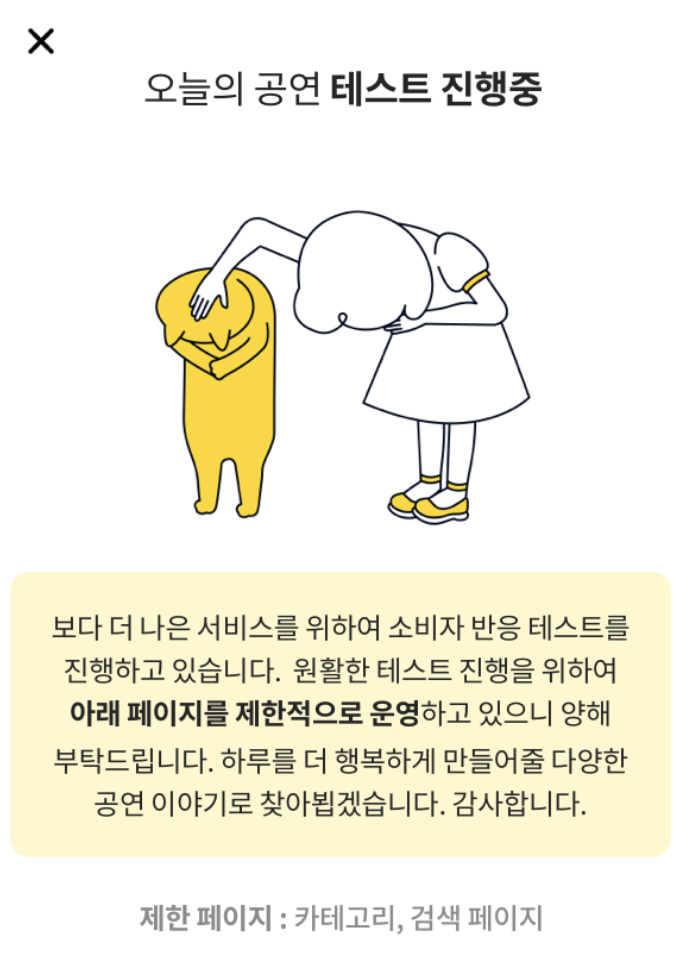 오늘의 공연 테스트 진행중
보다 더 나은 서비스를 위하여 소비자 반응 테스트를
진행하고 있습니다. 원활한 테스트 진행을 위하여
아래 페이지를 제한적으로 운영하고 있으니 양해
부탁드립니다. 하루를 더 행복하게 만들어줄 다양한
공연 이야기로 찾아뵙겠습니다. 감사합니다.
제한 페이지 : 카테고리, 검색 페이지